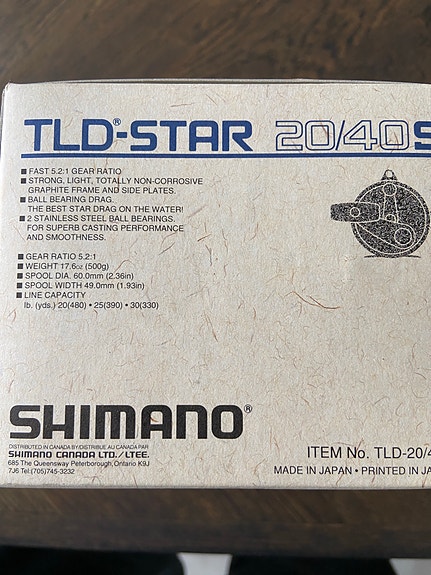 TLD®-STAR 20/40S
■ FAST 5.2:1 GEAR RATIO
■ STRONG, LIGHT, TOTALLY NON-CORROSIVE
GRAPHITE FRAME AND SIDE PLATES.
■ BALL BEARING DRAG.
THE BEST STAR DRAG ON THE WATER!
■ 2 STAINLESS STEEL BALL BEARINGS.
FOR SUPERB CASTING PERFORMANCE
AND SMOOTHNESS.
■ GEAR RATIO 5.2:1
■ WEIGHT 17.6oz (500g)
■ SPOOL DIA. 60.0mm (2.36in)
■ SPOOL WIDTH 49.0mm (1.93in)
■ LINE CAPACITY
lb. (yds.) 20(480) • 25(390) • 30(330)
SHIMANO®
DISTRIBUTED IN CANADA BY/DISTRIBUE AU CANADA PAR
SHIMANO CANADA LTD./LTEE.
685 The Queensway Peterborough,Ontario K9J
7J6 Tel:(705)745-3232
ITEM No. TLD-20/4
MADE IN JAPAN • PRINTED IN JA